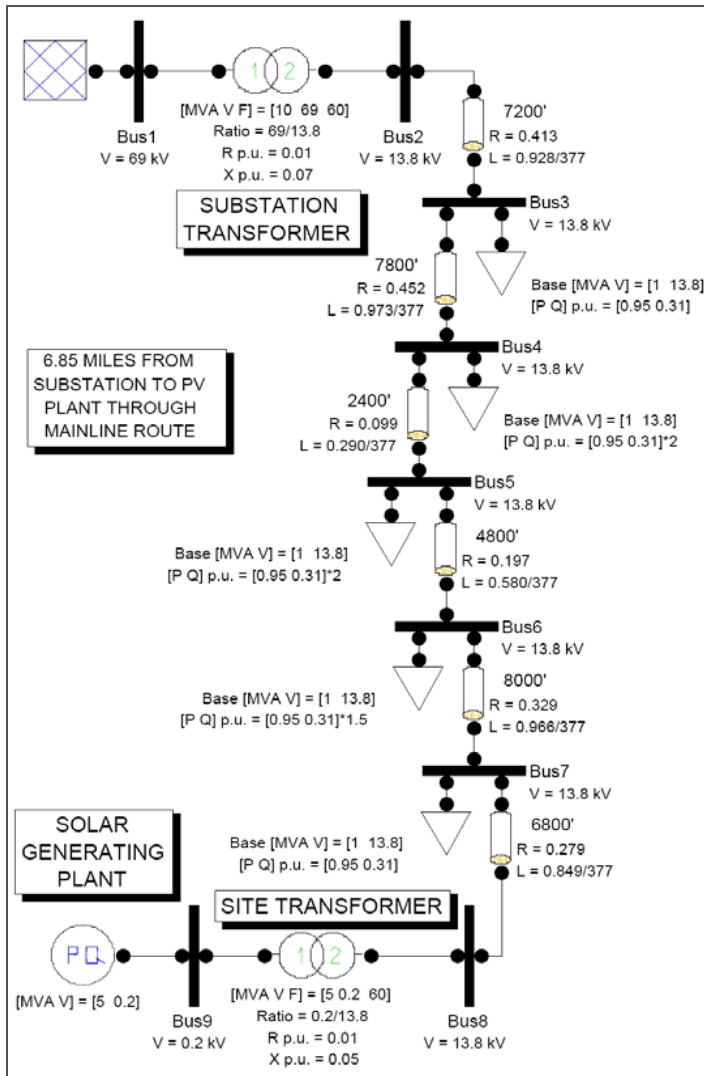 1 2
[MVA V F] = [10 69 60]
Ratio = 69/13.8
R p.u. = 0.01
X p.u. = 0.07
Bus1
V = 69 kV
Bus2
V = 13.8 kV
7200'
R = 0.413
L = 0.928/377
SUBSTATION
TRANSFORMER
Bus3
V = 13.8 kV
7800'
R = 0.452
L = 0.973/377
Base [MVA V] = [1 13.8]
[P Q] p.u. = [0.95 0.31]
6.85 MILES FROM
SUBSTATION TO PV
PLANT THROUGH
MAINLINE ROUTE
Bus4
V = 13.8 kV
2400'
R = 0.099
L = 0.290/377
Base [MVA V] = [1 13.8]
[P Q] p.u. = [0.95 0.31]*2
Bus5
V = 13.8 kV
4800'
R = 0.197
L = 0.580/377
Base [MVA V] = [1 13.8]
[P Q] p.u. = [0.95 0.31]*2
Bus6
V = 13.8 kV
8000'
R = 0.329
L = 0.966/377
Base [MVA V] = [1 13.8]
[P Q] p.u. = [0.95 0.31]*1.5
Bus7
V = 13.8 kV
6800'
R = 0.279
L = 0.849/377
Base [MVA V] = [1 13.8]
[P Q] p.u. = [0.95 0.31]
SOLAR
GENERATING
PLANT
SITE TRANSFORMER
PQ
[MVA V] = [5 0.2]
Bus9
V = 0.2 kV
1 2
[MVA V F] = [5 0.2 60]
Ratio = 0.2/13.8
R p.u. = 0.01
X p.u. = 0.05
Bus8
V = 13.8 kV